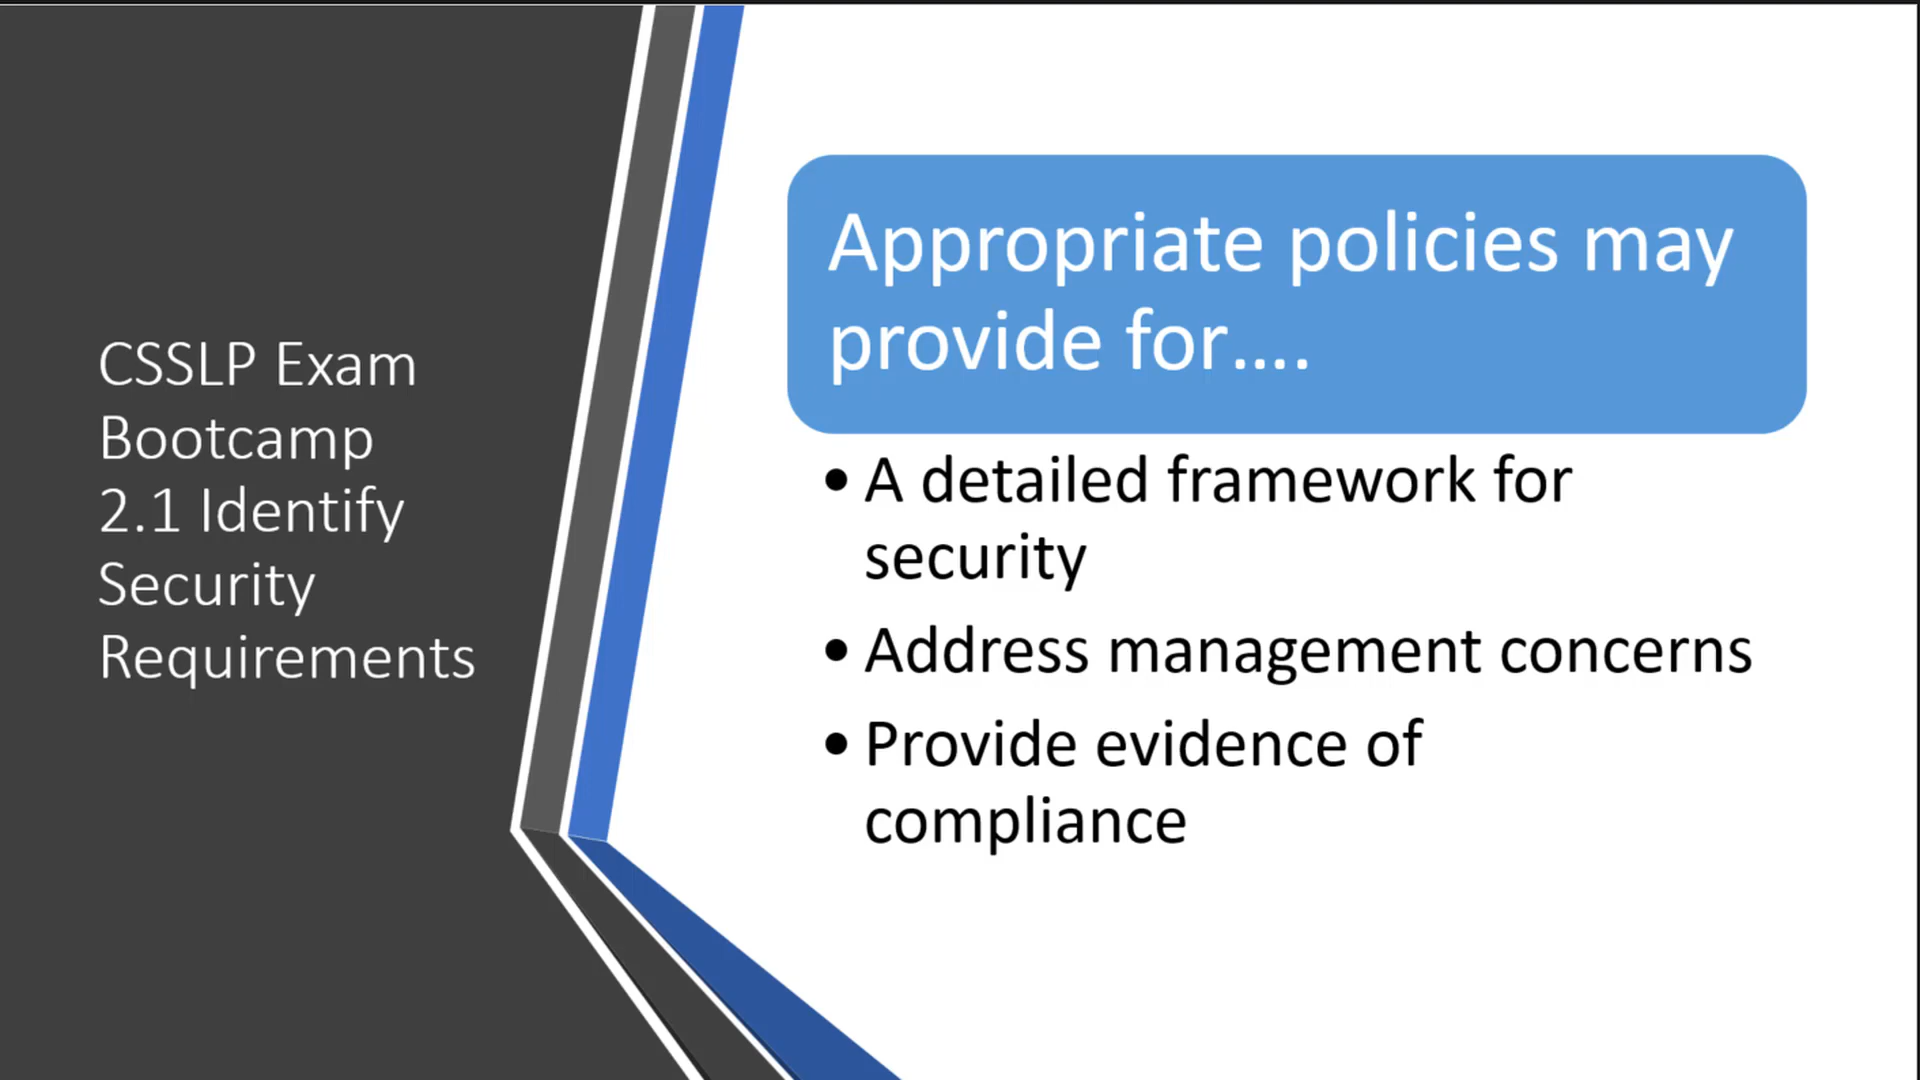 CSSLP Exam
Bootcamp
2.1 Identify
Security
Requirements
Appropriate policies may
provide for....
• A detailed framework for
security
• Address management concerns
• Provide evidence of
compliance